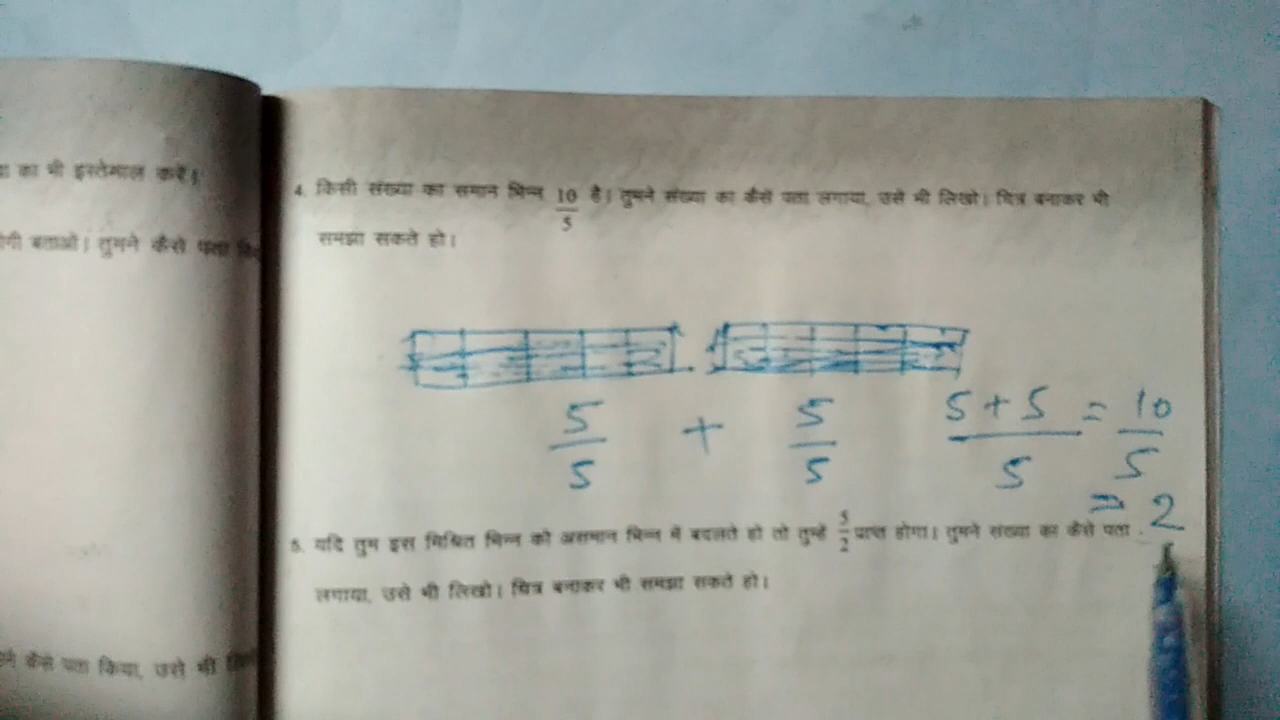 का भी इस्तेमाल करें।
बताओ। तुमने कैसे पता
कैसे पता किया, उसे भी
4. किसी संख्या का समान भिन्न 10/5 है। तुमने संख्या का कैसे पता लगाया, उसे भी लिखो। चित्र बनाकर भी
समझा सकते हो।
5/5 + 5/5 5+5/5 = 10/5
= 2
5. यदि तुम इस मिश्रित भिन्न को असमान भिन्न में बदलते हो तो तुम्हें 5/2 प्राप्त होगा। तुमने संख्या का कैसे पता
लगाया, उसे भी लिखो। चित्र बनाकर भी समझा सकते हो।